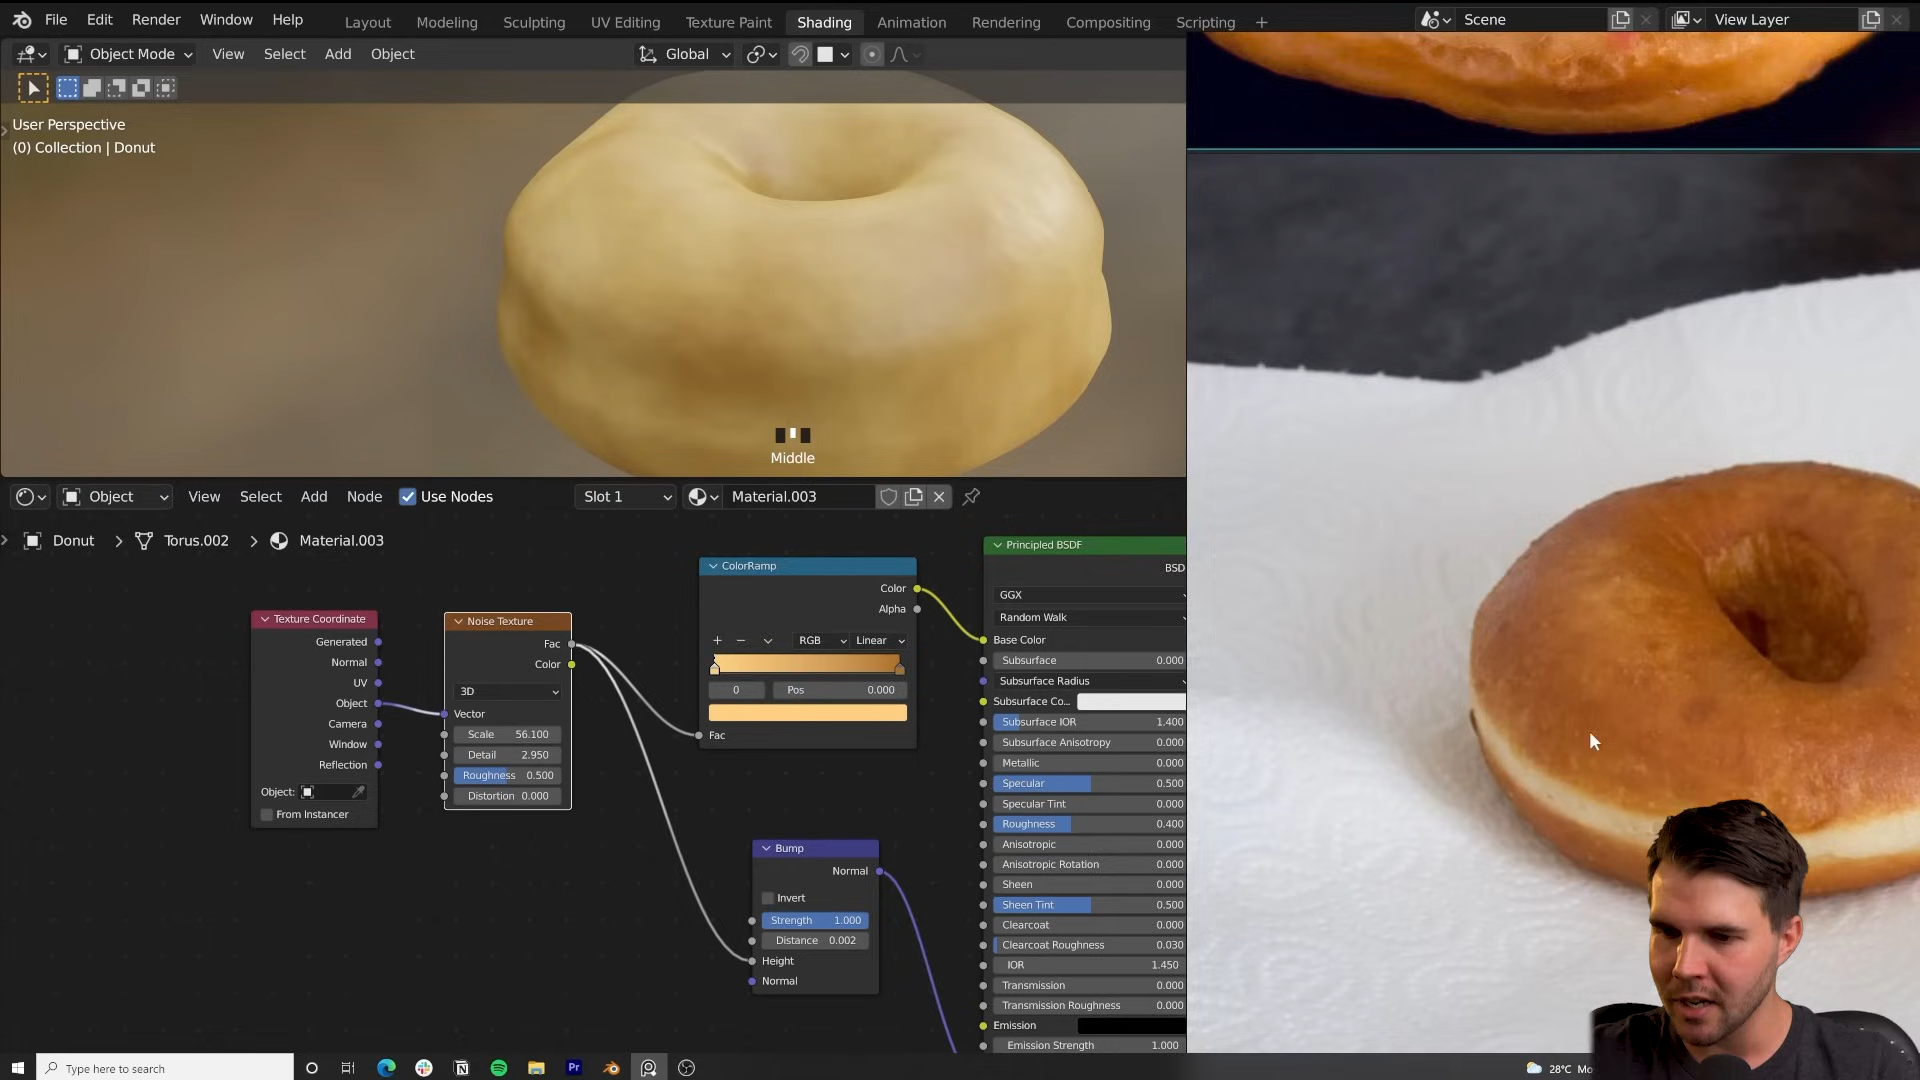 File Edit Render Window Help
Layout Modeling Sculpting UV Editing Texture Paint Shading Animation Rendering Compositing Scripting +
Scene
View Layer
Object Mode View Select Add Object
Global
User Perspective
(0) Collection | Donut
Middle
Object View Select Add Node Use Nodes
Slot 1
Material.003
Donut > Torus.002 > Material.003
Texture Coordinate
Generated
Normal
UV
Object
Camera
Window
Reflection
Object:
From Instancer
Noise Texture
Fac
Color
3D
Vector
Scale 56.100
Detail 2.950
Roughness 0.500
Distortion 0.000
ColorRamp
Color
Alpha
+ − RGB Linear
0 Pos 0.000
Fac
Bump
Normal
Invert
Strength 1.000
Distance 0.002
Height
Normal
Principled BSDF
BSD
GGX
Random Walk
Base Color
Subsurface 0.000
Subsurface Radius
Subsurface Co...
Subsurface IOR 1.400
Subsurface Anisotropy 0.000
Metallic 0.000
Specular 0.500
Specular Tint 0.000
Roughness 0.400
Anisotropic 0.000
Anisotropic Rotation 0.000
Sheen 0.000
Sheen Tint 0.500
Clearcoat 0.000
Clearcoat Roughness 0.030
IOR 1.450
Transmission 0.000
Transmission Roughness 0.000
Emission
Emission Strength 1.000
Type here to search
Pr
28°C Mo